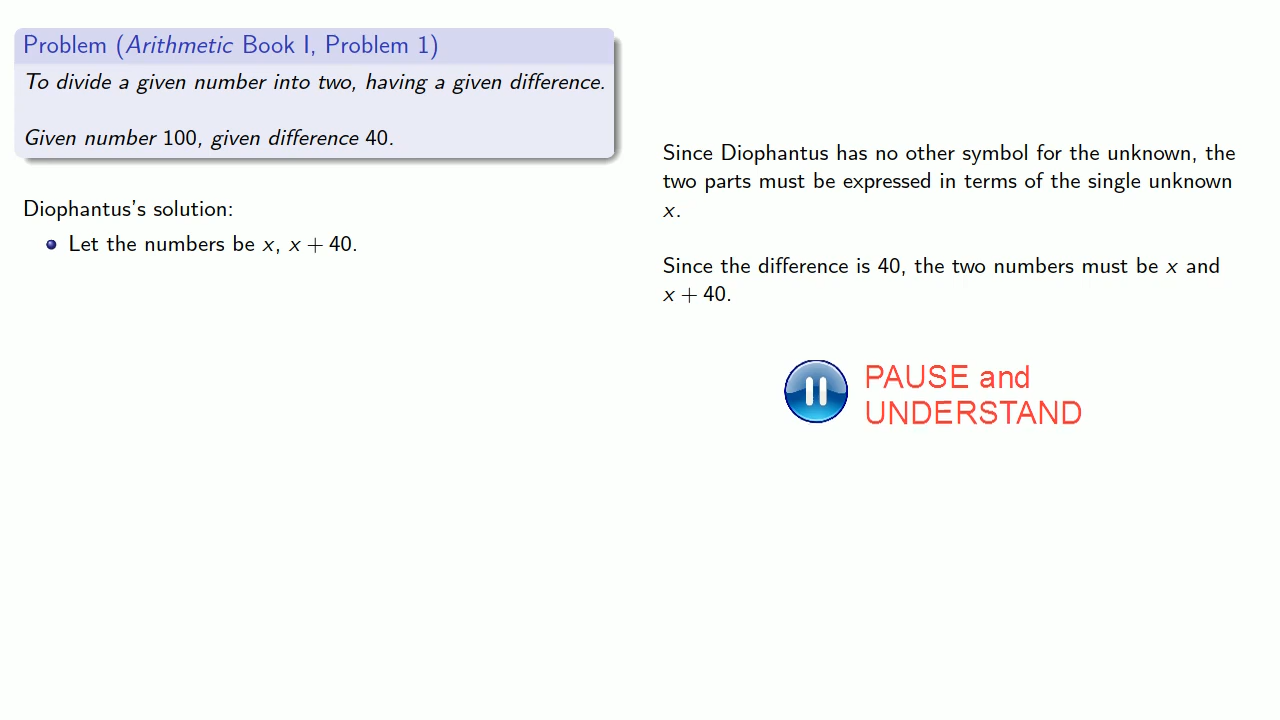 Problem (Arithmetic Book I, Problem 1)
To divide a given number into two, having a given difference.
Given number 100, given difference 40.
Diophantus's solution:
Let the numbers be x, x + 40.
Since Diophantus has no other symbol for the unknown, the
two parts must be expressed in terms of the single unknown
x.
Since the difference is 40, the two numbers must be x and
x + 40.
PAUSE and
UNDERSTAND